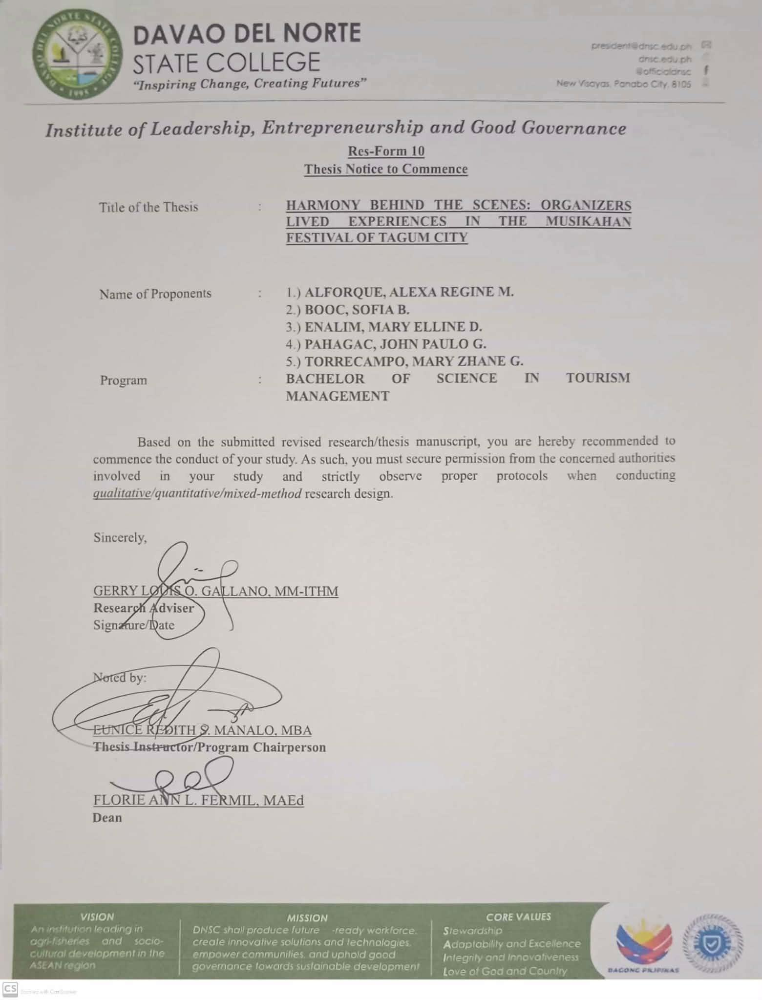 DAVAO DEL NORTE STATE COLLEGE
1995
DAVAO DEL NORTE
STATE COLLEGE
"Inspiring Change, Creating Futures"
president@dnsc.edu.ph
dnsc.edu.ph
@officialdnsc
New Visayas, Panabo City, 8105
Institute of Leadership, Entrepreneurship and Good Governance
Res-Form 10
Thesis Notice to Commence
Title of the Thesis : HARMONY BEHIND THE SCENES: ORGANIZERS
LIVED EXPERIENCES IN THE MUSIKAHAN
FESTIVAL OF TAGUM CITY
Name of Proponents : 1.) ALFORQUE, ALEXA REGINE M.
2.) BOOC, SOFIA B.
3.) ENALIM, MARY ELLINE D.
4.) PAHAGAC, JOHN PAULO G.
5.) TORRECAMPO, MARY ZHANE G.
Program : BACHELOR OF SCIENCE IN TOURISM
MANAGEMENT
Based on the submitted revised research/thesis manuscript, you are hereby recommended to
commence the conduct of your study. As such, you must secure permission from the concerned authorities
involved in your study and strictly observe proper protocols when conducting
qualitative/quantitative/mixed-method research design.
Sincerely,
GERRY LOUIS O. GALLANO, MM-ITHM
Research Adviser
Signature/Date
Noted by:
EUNICE REDITH S. MANALO, MBA
Thesis Instructor/Program Chairperson
FLORIE ANN L. FERMIL, MAEd
Dean
VISION
An institution leading in
agri-fisheries and socio-
cultural development in the
ASEAN region
MISSION
DNSC shall produce future -ready workforce,
create innovative solutions and technologies,
empower communities, and uphold good
governance towards sustainable development
CORE VALUES
Stewardship
Adaptability and Excellence
Integrity and Innovativeness
Love of God and Country
BAGONG PILIPINAS
CS Scanned with CamScanner